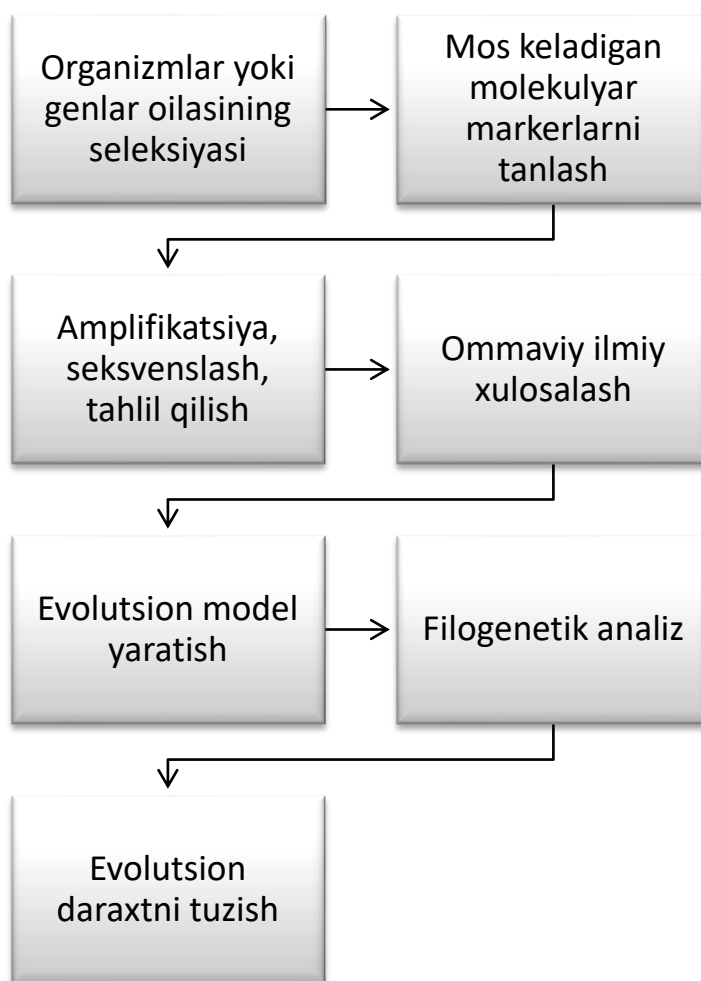 Organizmlar yoki
genlar oilasining
seleksiyasi
Mos keladigan
molekulyar
markerlarni
tanlash
Amplifikatsiya,
seksvenslash,
tahlil qilish
Ommaviy ilmiy
xulosalash
Evolutsion model
yaratish
Filogenetik analiz
Evolutsion
daraxtni tuzish